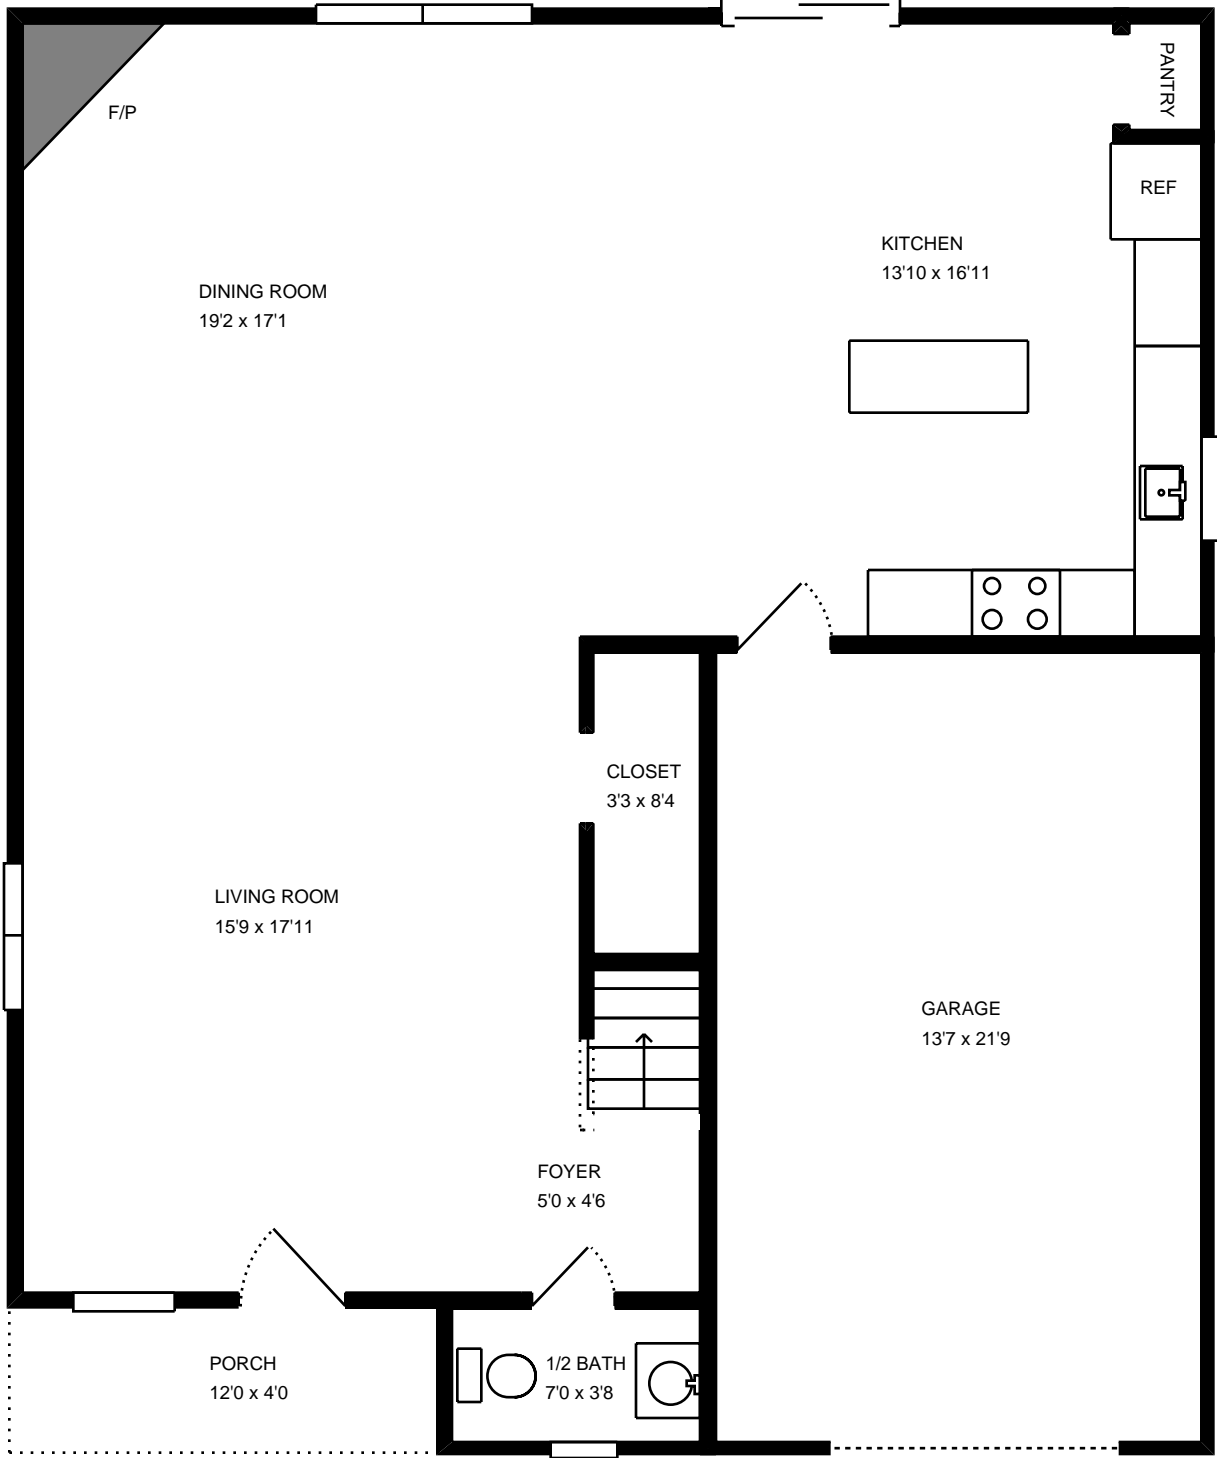 PANTRY
F/P
REF
KITCHEN
13'10 x 16'11
DINING ROOM
19'2 x 17'1
CLOSET
3'3 x 8'4
LIVING ROOM
15'9 x 17'11
GARAGE
13'7 x 21'9
FOYER
5'0 x 4'6
PORCH
12'0 x 4'0
1/2 BATH
7'0 x 3'8